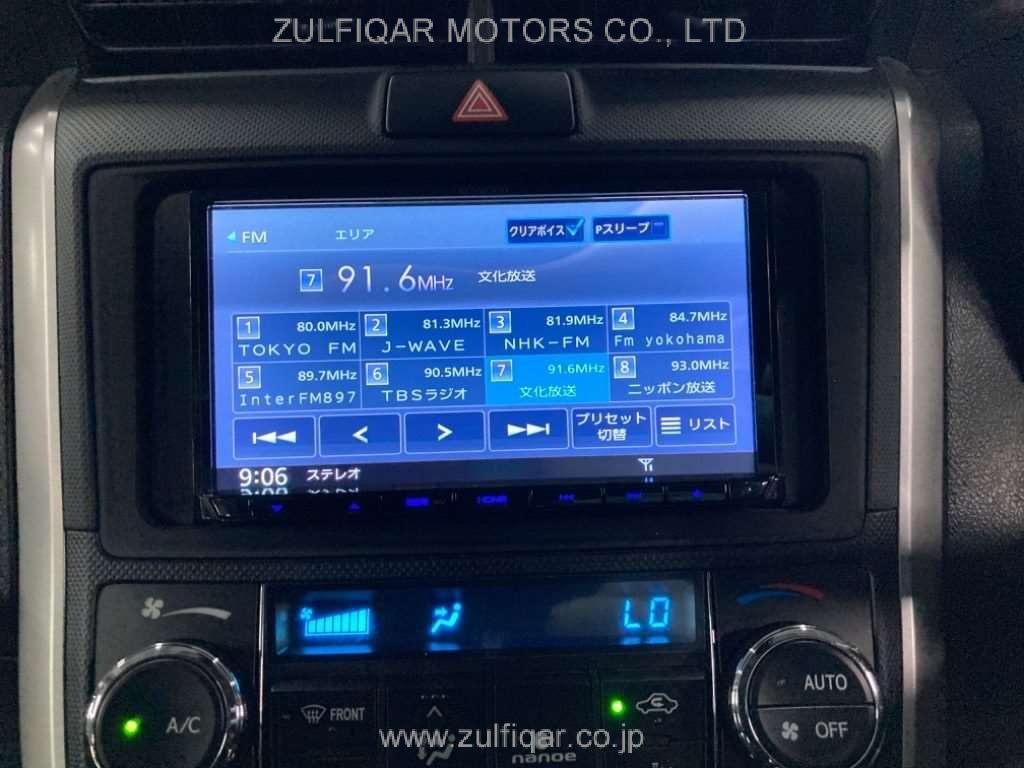 ZULFIQAR MOTORS CO., LTD
FM エリア クリアボイス Pスリープ
7 91.6MHz 文化放送
1 80.0MHz TOKYO FM
2 81.3MHz J-WAVE
3 81.9MHz NHK-FM
4 84.7MHz Fm yokohama
5 89.7MHz InterFM897
6 90.5MHz TBSラジオ
7 91.6MHz 文化放送
8 93.0MHz ニッポン放送
プリセット
切替
リスト
9:06 ステレオ
HOME
LO
A/C
FRONT
AUTO
OFF
nanoe
www.zulfiqar.co.jp